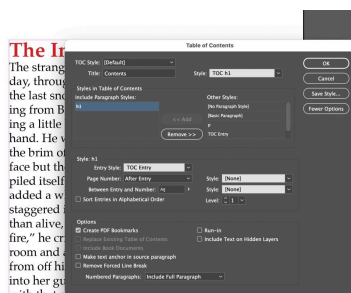 The In
The strang
day, throug
the last sno
ing from B
ing a little
hand. He w
the brim of
face but the
piled itself
added a w
staggered i
than alive,
fire,” he cri
room and a
from off hi
into her gu
Table of Contents
TOC Style: [Default]
Title: Contents Style: TOC h1
OK
Cancel
Save Style...
Fewer Options
Styles in Table of Contents
Include Paragraph Styles: Other Styles:
h1
[No Paragraph Style]
[Basic Paragraph]
p
TOC Entry
<< Add
Remove >>
Style: h1
Entry Style: TOC Entry
Page Number: After Entry Style: [None]
Between Entry and Number: ^t Style: [None]
Sort Entries in Alphabetical Order Level: 1
Options
Create PDF Bookmarks Run-in
Replace Existing Table of Contents Include Text on Hidden Layers
Include Book Documents
Make text anchor in source paragraph
Remove Forced Line Break
Numbered Paragraphs: Include Full Paragraph